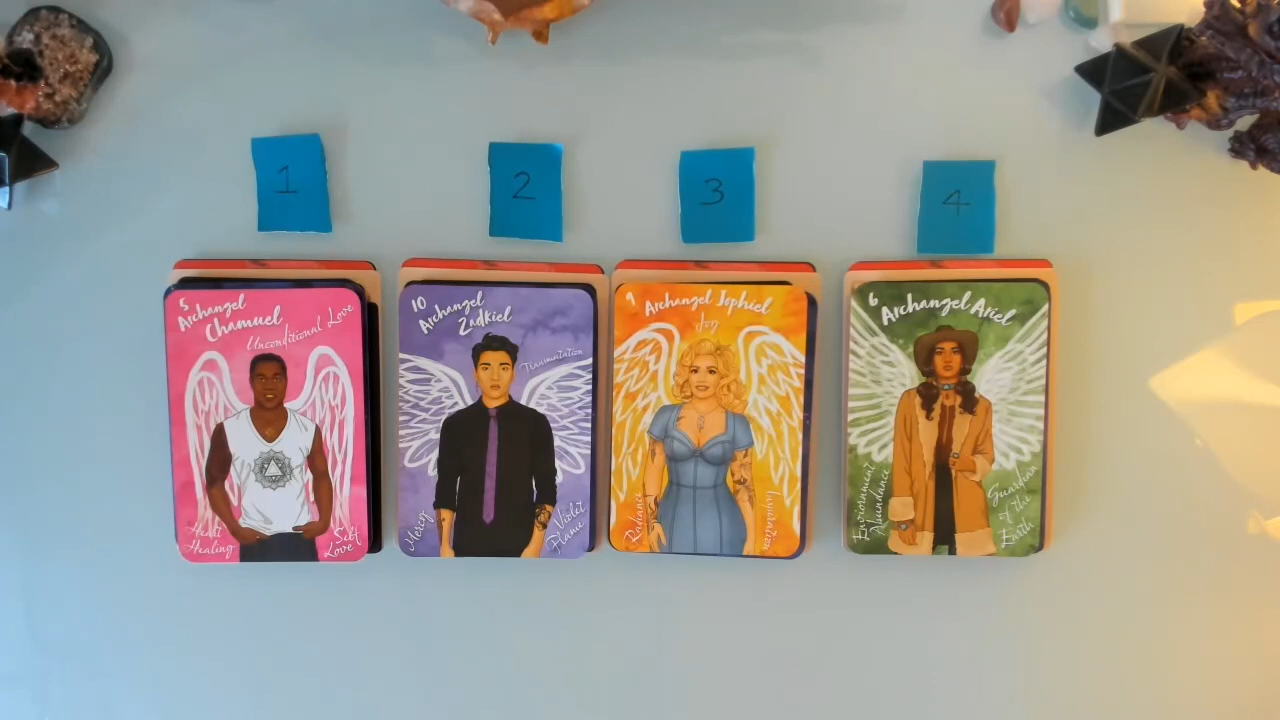 1
2
3
4
5
Archangel
Chamuel
Unconditional Love
Heart
Healing
Self
Love
10
Archangel
Zadkiel
Transmutation
Mercy
Violet
Flame
9
Archangel Jophiel
Joy
Radiance
Inspiration
6
Archangel Ariel
Enviornment
Abundance
Guardian
of the
Earth